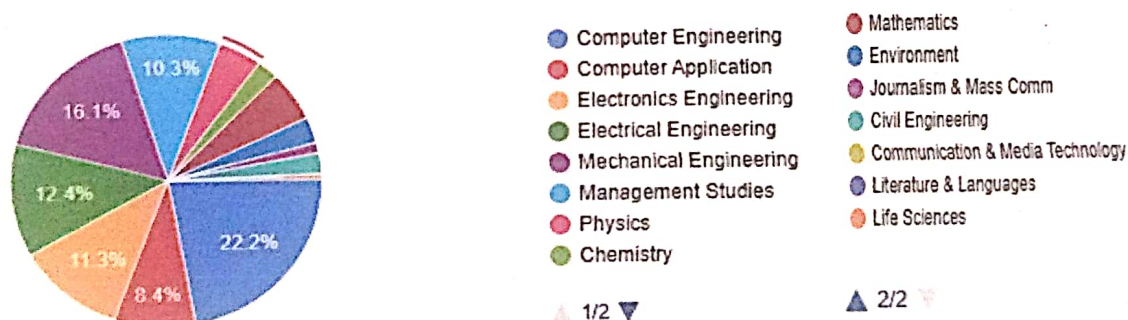 10.3%
16.1%
12.4%
11.3%
8.4%
22.2%
Computer Engineering
Computer Application
Electronics Engineering
Electrical Engineering
Mechanical Engineering
Management Studies
Physics
Chemistry
1/2
Mathematics
Environment
Journalism & Mass Comm
Civil Engineering
Communication & Media Technology
Literature & Languages
Life Sciences
2/2